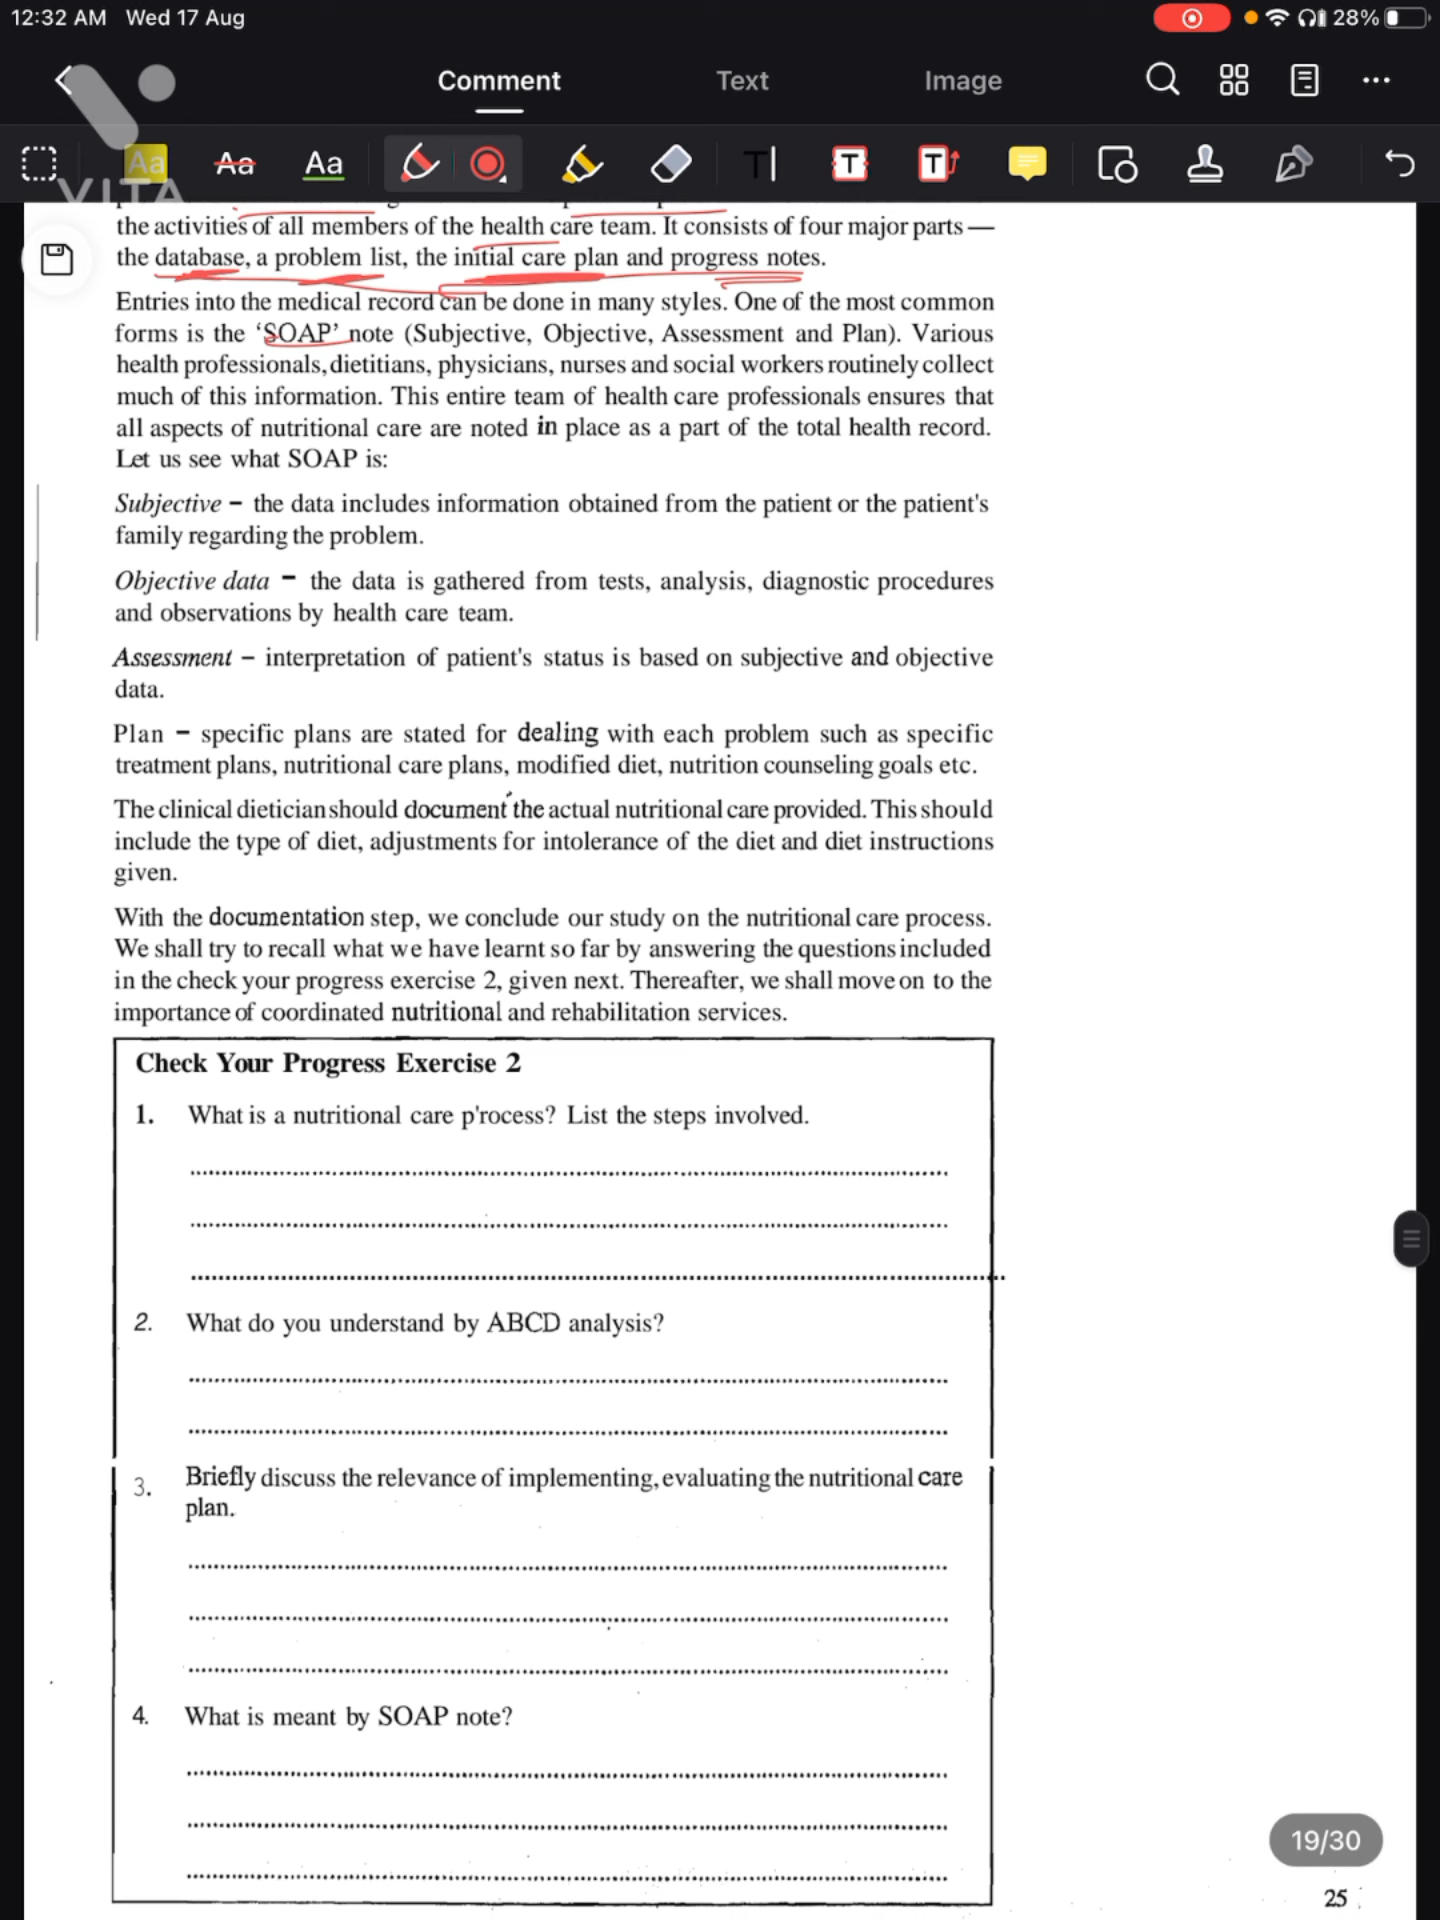 12:32 AM Wed 17 Aug
28%
Comment
Text
Image
Aa
Aa
Aa
T
T
T
VITA
the activities of all members of the health care team. It consists of four major parts —
the database, a problem list, the initial care plan and progress notes.
Entries into the medical record can be done in many styles. One of the most common
forms is the ‘SOAP’ note (Subjective, Objective, Assessment and Plan). Various
health professionals, dietitians, physicians, nurses and social workers routinely collect
much of this information. This entire team of health care professionals ensures that
all aspects of nutritional care are noted in place as a part of the total health record.
Let us see what SOAP is:
Subjective – the data includes information obtained from the patient or the patient's
family regarding the problem.
Objective data – the data is gathered from tests, analysis, diagnostic procedures
and observations by health care team.
Assessment – interpretation of patient's status is based on subjective and objective
data.
Plan – specific plans are stated for dealing with each problem such as specific
treatment plans, nutritional care plans, modified diet, nutrition counseling goals etc.
The clinical dietician should document the actual nutritional care provided. This should
include the type of diet, adjustments for intolerance of the diet and diet instructions
given.
With the documentation step, we conclude our study on the nutritional care process.
We shall try to recall what we have learnt so far by answering the questions included
in the check your progress exercise 2, given next. Thereafter, we shall move on to the
importance of coordinated nutritional and rehabilitation services.
Check Your Progress Exercise 2
1. What is a nutritional care p'rocess? List the steps involved.
2. What do you understand by ABCD analysis?
3. Briefly discuss the relevance of implementing, evaluating the nutritional care
plan.
4. What is meant by SOAP note?
19/30
25